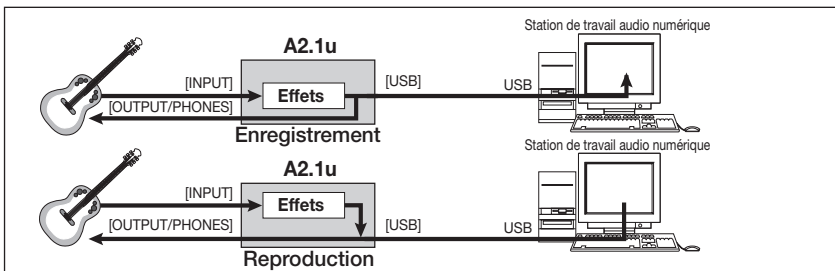 Station de travail audio numérique
A2.1u
[INPUT]
Effets
[USB]
USB
[OUTPUT/PHONES]
Enregistrement
Station de travail audio numérique
A2.1u
[INPUT]
Effets
[OUTPUT/PHONES]
[USB]
USB
Reproduction